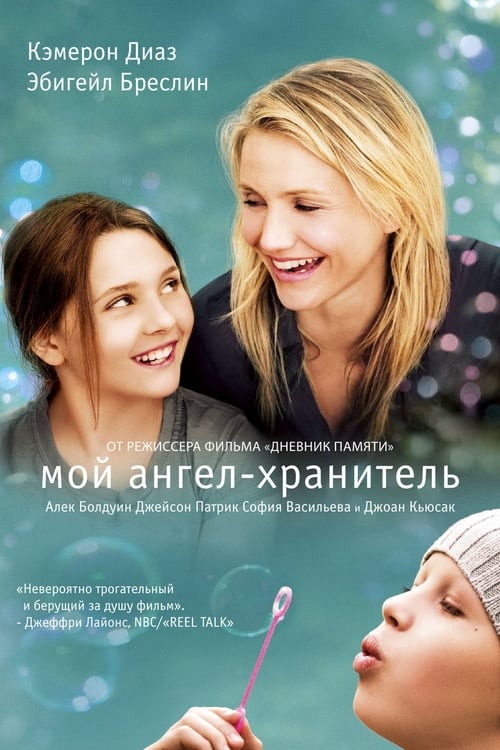 Кэмерон Диаз
Эбигейл Бреслин
ОТ РЕЖИССЕРА ФИЛЬМА «ДНЕВНИК ПАМЯТИ»
мой ангел-хранитель
Алек Болдуин Джейсон Патрик София Васильева и Джоан Кьюсак
«Невероятно трогательный
и берущий за душу фильм».
- Джеффри Лайонс, NBC/«REEL TALK»